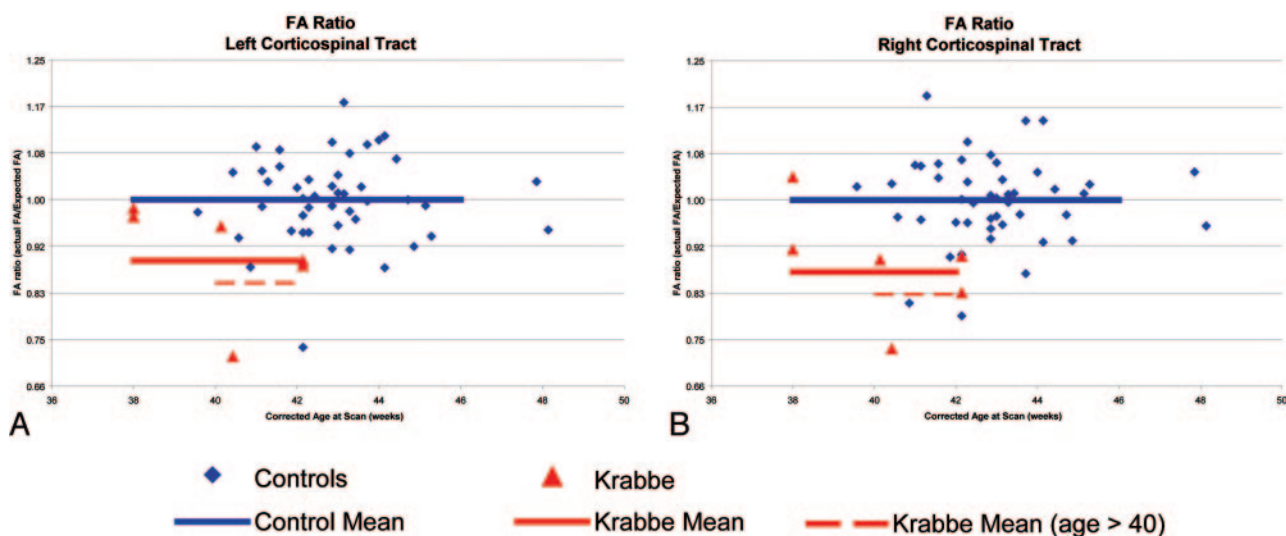 FA Ratio
Left Corticospinal Tract
1.25
1.17
1.08
1.00
0.92
0.83
0.75
0.66
FA ratio (actual FA/Expected FA)
36 38 40 42 44 46 48 50
Corrected Age at Scan (weeks)
A
FA Ratio
Right Corticospinal Tract
1.25
1.17
1.08
1.00
0.92
0.83
0.75
0.66
FA ratio (actual FA/Expected FA)
36 38 40 42 44 46 48 50
Corrected Age at Scan (weeks)
B
Controls Krabbe
Control Mean Krabbe Mean Krabbe Mean (age > 40)